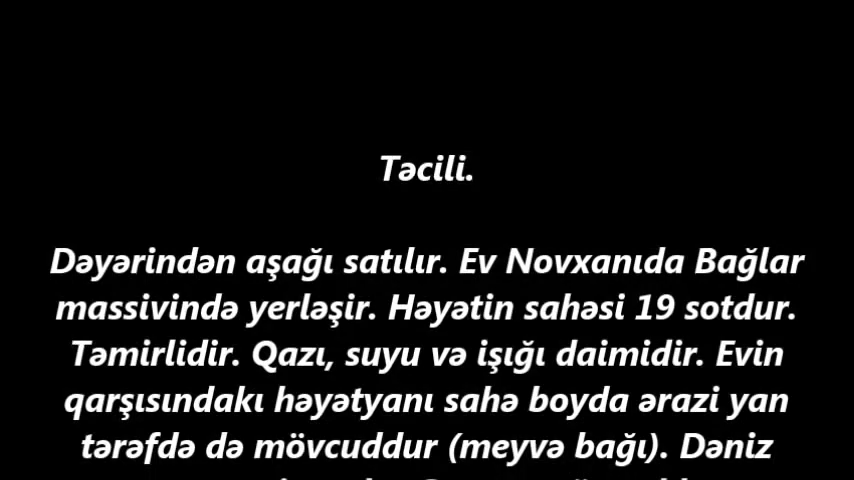 Təcili.
Dəyərindən aşağı satılır. Ev Novxanıda Bağlar
massivində yerləşir. Həyətin sahəsi 19 sotdur.
Təmirlidir. Qazı, suyu və işığı daimidir. Evin
qarşısındakı həyətyanı sahə boyda ərazi yan
tərəfdə də mövcuddur (meyvə bağı). Dəniz